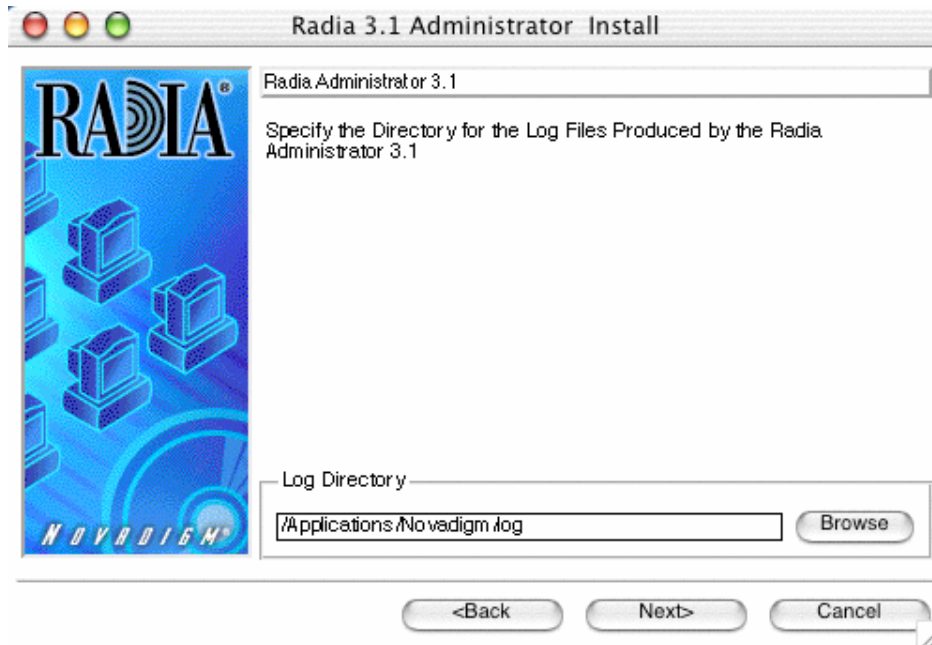 Radia 3.1 Administrator Install
RADIA®
Radia Administrator 3.1
Specify the Directory for the Log Files Produced by the Radia
Administrator 3.1
Log Directory
/Applications/Novadigm/log
Browse
NOVADIGM®
<Back
Next>
Cancel